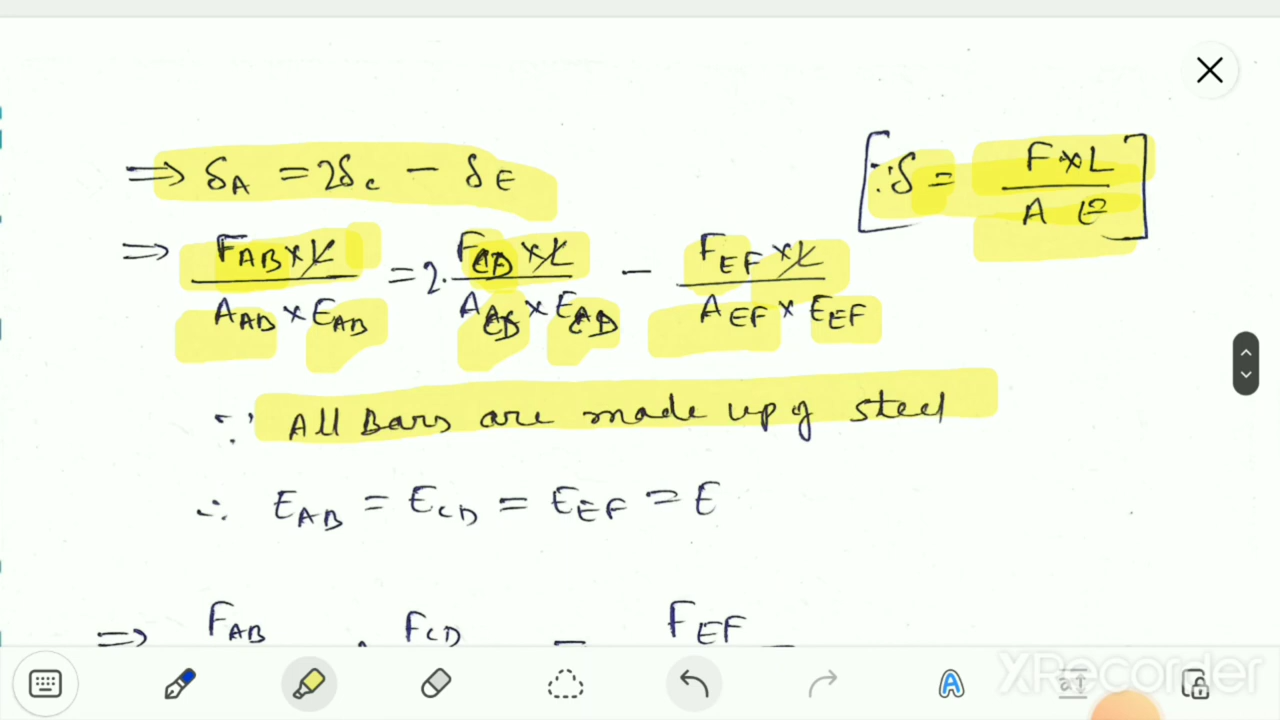 ⇒ δA = 2δc − δE
[∵ δ = F×L / A E]
⇒ FAB×L / AAB×EAB = 2. FCD×L / ACD×ECD − FEF×L / AEF×EEF
∵ All Bars are made up of steel
∴ EAB = ECD = EEF = E
⇒ FAB FCD − FEF
XRecorder